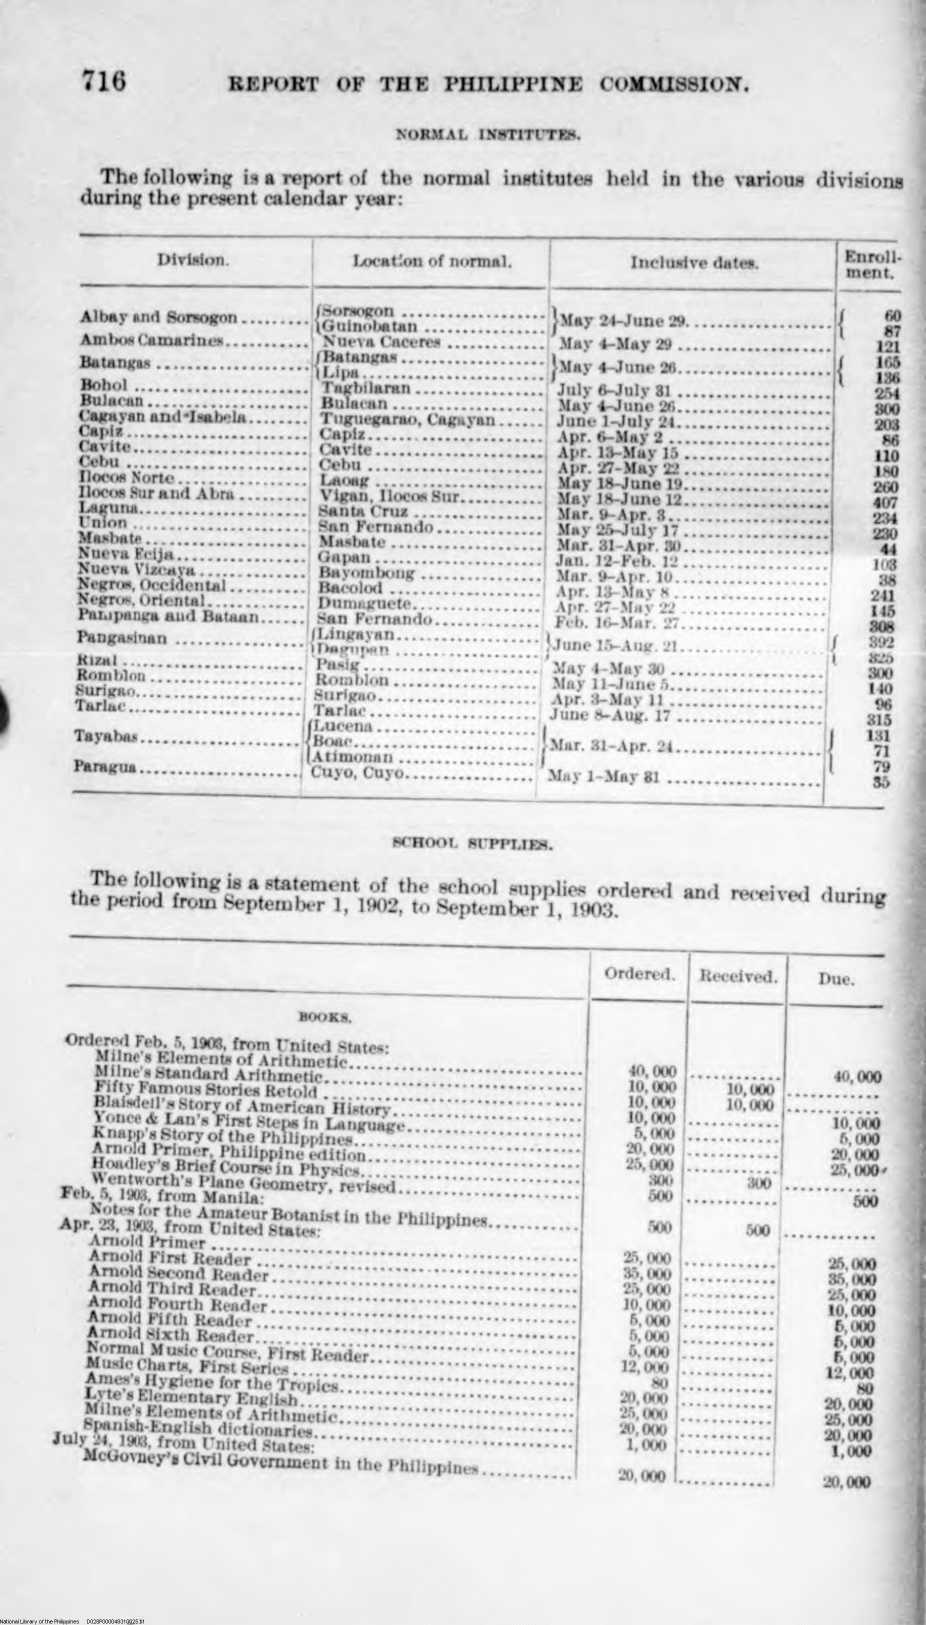 716 REPORT OF THE PHILIPPINE COMMISSION.
NORMAL INSTITUTES.
The following is a report of the normal institutes held in the various divisions
during the present calendar year:
Division. Location of normal. Inclusive dates. Enroll-
ment.
Albay and Sorsogon Sorsogon May 24–June 29 60
Guinobatan 87
Ambos Camarines Nueva Caceres May 4–May 29 121
Batangas Batangas May 4–June 26 165
Lipa 136
Bohol Tagbilaran July 6–July 31 254
Bulacan Bulacan May 4–June 26 300
Cagayan and Isabela Tuguegarao, Cagayan June 1–July 24 203
Capiz Capiz Apr. 6–May 2 86
Cavite Cavite Apr. 13–May 15 110
Cebu Cebu Apr. 27–May 22 180
Ilocos Norte Laoag May 18–June 19 260
Ilocos Sur and Abra Vigan, Ilocos Sur May 18–June 12 407
Laguna Santa Cruz Mar. 9–Apr. 3 234
Union San Fernando May 25–July 17 230
Masbate Masbate Mar. 31–Apr. 30 44
Nueva Ecija Gapan Jan. 12–Feb. 12 103
Nueva Vizcaya Bayombong Mar. 9–Apr. 10 38
Negros, Occidental Bacolod Apr. 13–May 8 241
Negros, Oriental Dumaguete Apr. 27–May 22 145
Pampanga and Bataan San Fernando Feb. 16–Mar. 27 308
Pangasinan Lingayan June 15–Aug. 21 392
Dagupan 325
Rizal Pasig May 4–May 30 300
Romblon Romblon May 11–June 5 140
Surigao Surigao Apr. 3–May 11 96
Tarlac Tarlac June 8–Aug. 17 315
Tayabas Lucena Mar. 31–Apr. 24 131
Boac 71
Atimonan 79
Paragua Cuyo, Cuyo May 1–May 31 35
SCHOOL SUPPLIES.
The following is a statement of the school supplies ordered and received during
the period from September 1, 1902, to September 1, 1903.
Ordered. Received. Due.
BOOKS.
Ordered Feb. 5, 1903, from United States:
Milne's Elements of Arithmetic 40,000 40,000
Milne's Standard Arithmetic 10,000 10,000
Fifty Famous Stories Retold 10,000 10,000
Blaisdell's Story of American History 10,000 10,000
Yonce & Lan's First Steps in Language 5,000 5,000
Knapp's Story of the Philippines 20,000 20,000
Arnold Primer, Philippine edition 25,000 25,000
Hoadley's Brief Course in Physics 300 300
Wentworth's Plane Geometry, revised 500 500
Feb. 5, 1903, from Manila:
Notes for the Amateur Botanist in the Philippines 500 500
Apr. 23, 1903, from United States:
Arnold Primer 25,000 25,000
Arnold First Reader 35,000 35,000
Arnold Second Reader 25,000 25,000
Arnold Third Reader 10,000 10,000
Arnold Fourth Reader 5,000 5,000
Arnold Fifth Reader 5,000 5,000
Arnold Sixth Reader 5,000 5,000
Normal Music Course, First Reader 12,000 12,000
Music Charts, First Series 80 80
Ames's Hygiene for the Tropics 20,000 20,000
Lyte's Elementary English 25,000 25,000
Milne's Elements of Arithmetic 20,000 20,000
Spanish-English dictionaries 1,000 1,000
July 24, 1903, from United States:
McGovney's Civil Government in the Philippines 20,000 20,000
National Library of the Philippines